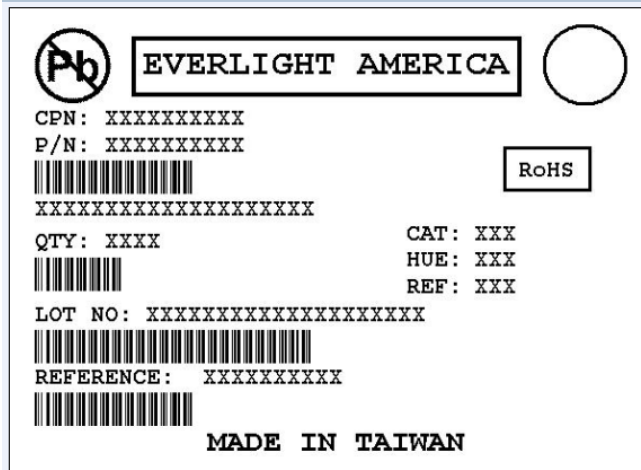 Pb
EVERLIGHT AMERICA
CPN: XXXXXXXXXX
P/N: XXXXXXXXXX
RoHS
XXXXXXXXXXXXXXXXXXXX
QTY: XXXX
CAT: XXX
HUE: XXX
REF: XXX
LOT NO: XXXXXXXXXXXXXXXXXXXX
REFERENCE: XXXXXXXXXX
MADE IN TAIWAN